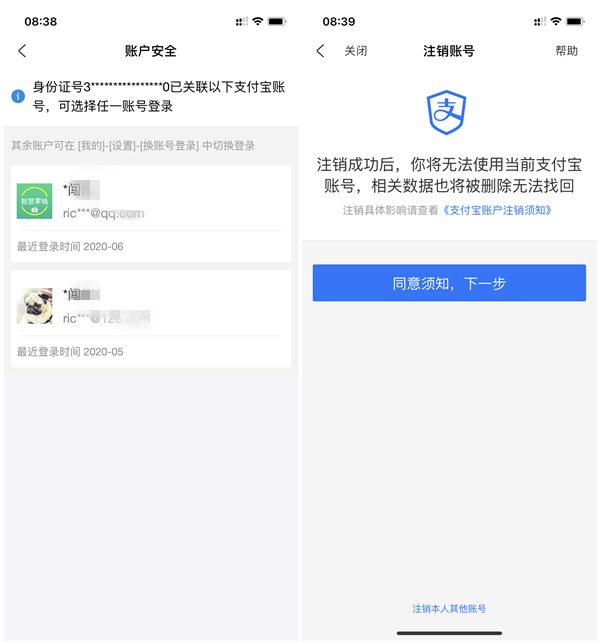 08:38
账户安全
身份证号3****************0已关联以下支付宝账
号，可选择任一账号登录
其余账户可在 [我的]-[设置]-[换账号登录] 中切换登录
智慧零钱
*闯
ric***@qq.com
最近登录时间 2020-06
*闯
ric***@126.com
最近登录时间 2020-05
08:39
关闭
注销账号
帮助
支
注销成功后，你将无法使用当前支付宝
账号，相关数据也将被删除无法找回
注销具体影响请查看《支付宝账户注销须知》
同意须知，下一步
注销本人其他账号